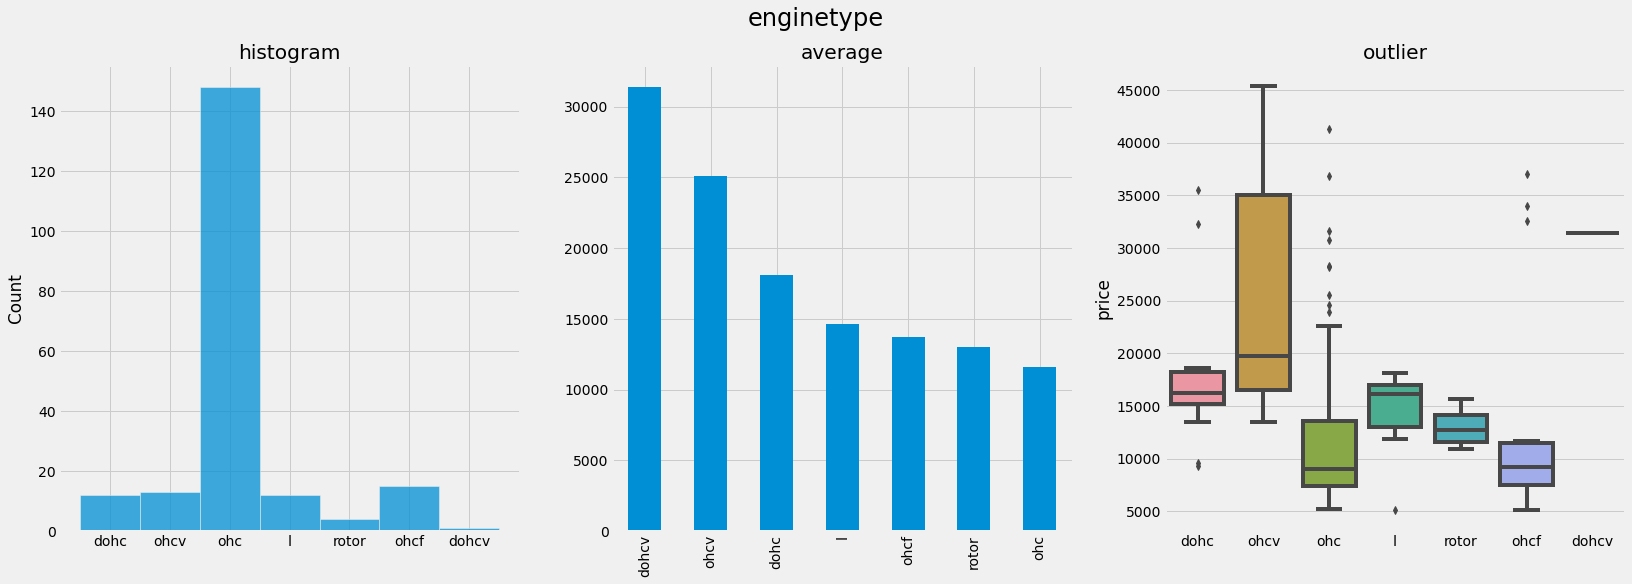 enginetype
histogram
average
outlier
Count
140
120
100
80
60
40
20
0
dohc ohcv ohc l rotor ohcf dohcv
30000
25000
20000
15000
10000
5000
0
dohcv ohcv dohc l ohcf rotor ohc
price
45000
40000
35000
30000
25000
20000
15000
10000
5000
dohc ohcv ohc l rotor ohcf dohcv